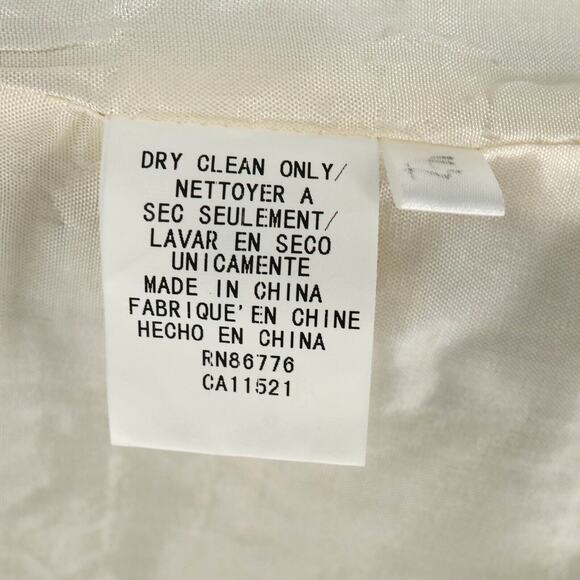 DRY CLEAN ONLY/
NETTOYER A
SEC SEULEMENT/
LAVAR EN SECO
UNICAMENTE
MADE IN CHINA
FABRIQUE' EN CHINE
HECHO EN CHINA
RN86776
CA11521